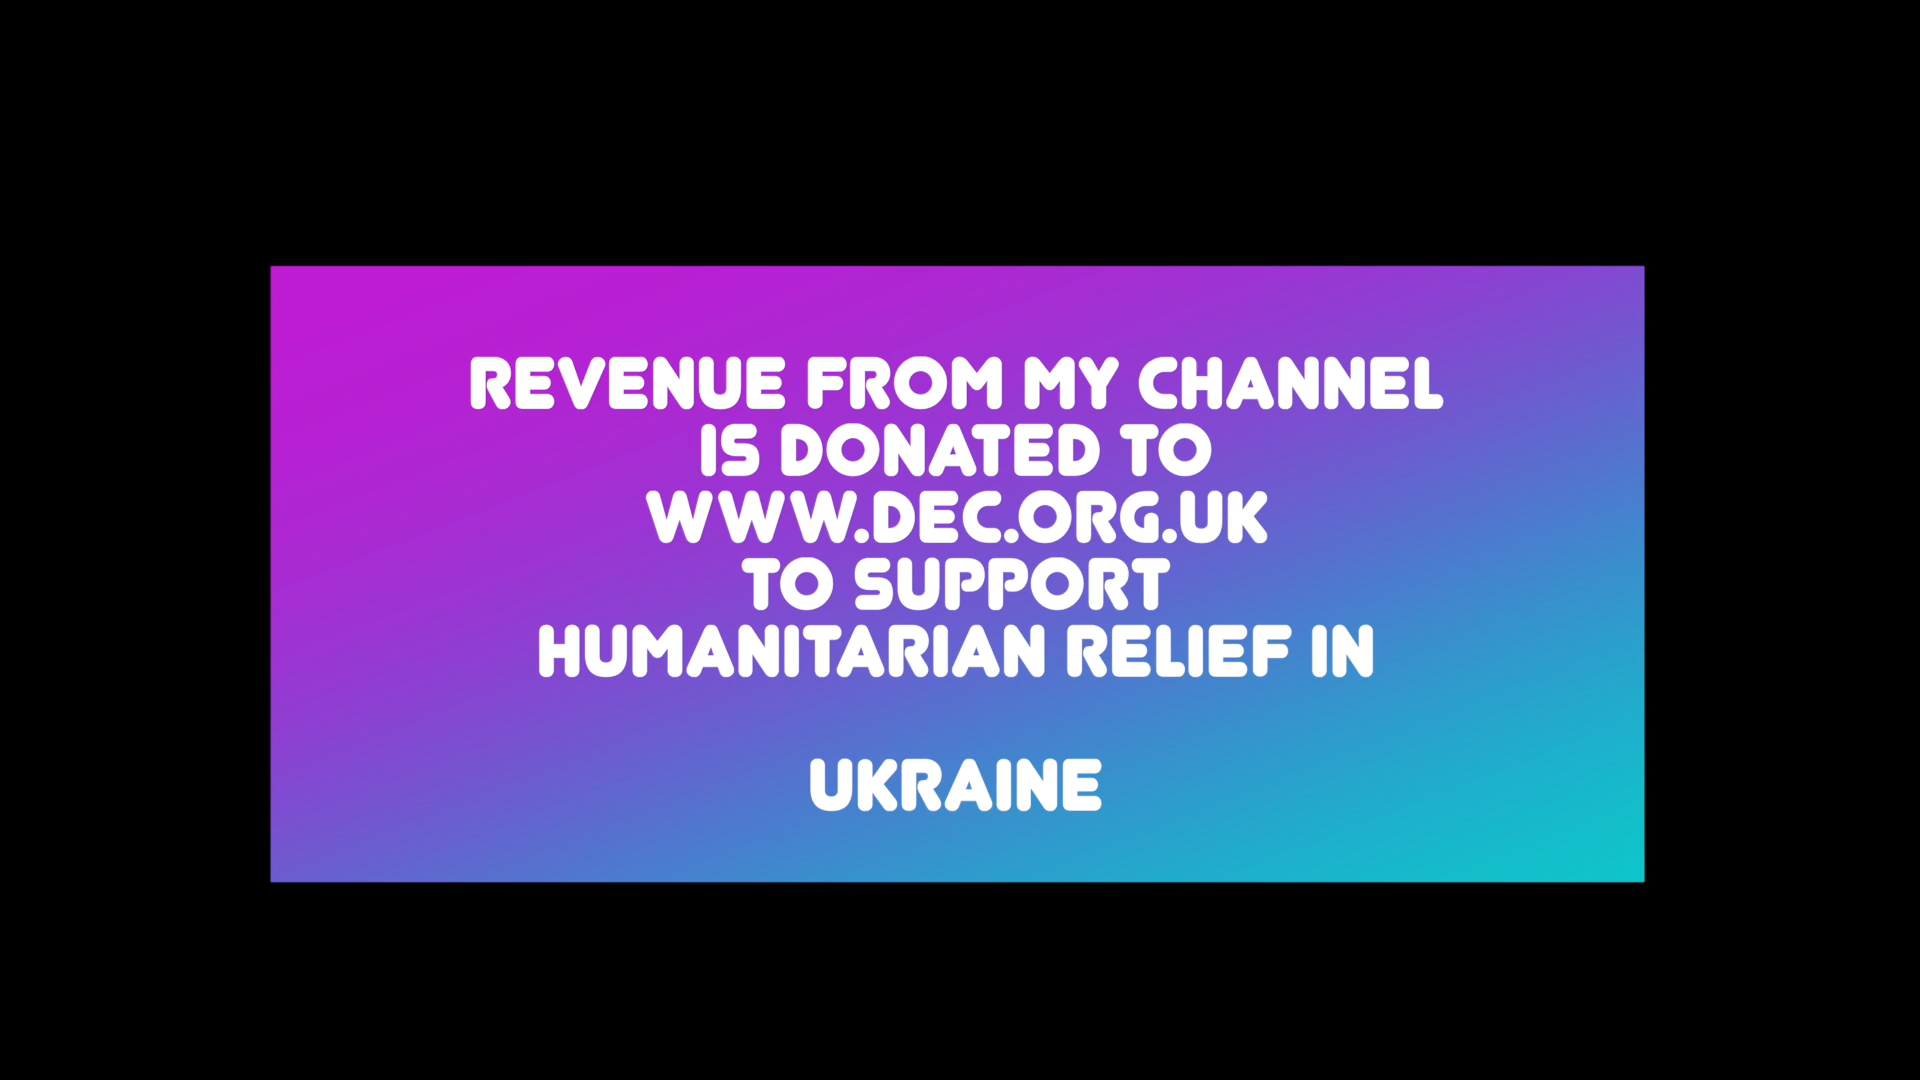 REVENUE FROM MY CHANNEL
IS DONATED TO
WWW.DEC.ORG.UK
TO SUPPORT
HUMANITARIAN RELIEF IN
UKRAINE